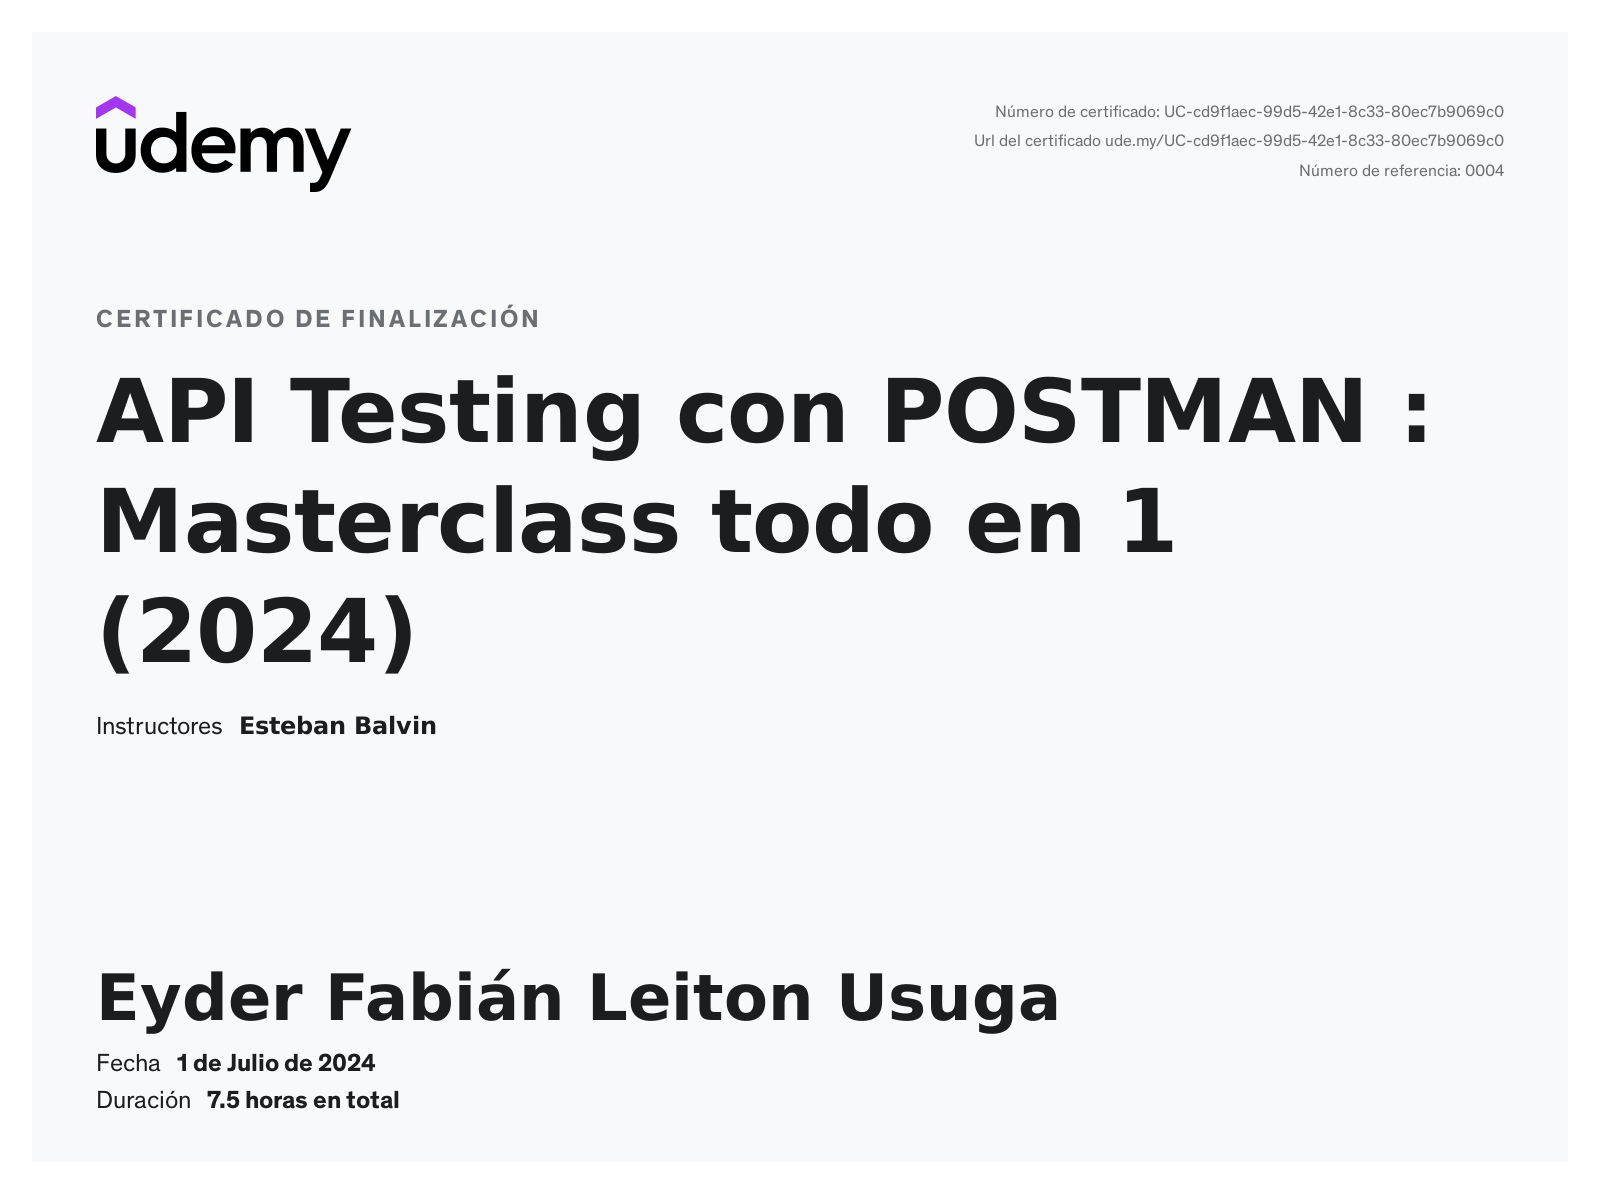 udemy
Número de certificado: UC-cd9f1aec-99d5-42e1-8c33-80ec7b9069c0
Url del certificado ude.my/UC-cd9f1aec-99d5-42e1-8c33-80ec7b9069c0
Número de referencia: 0004
CERTIFICADO DE FINALIZACIÓN
API Testing con POSTMAN :
Masterclass todo en 1
(2024)
Instructores Esteban Balvin
Eyder Fabián Leiton Usuga
Fecha 1 de Julio de 2024
Duración 7.5 horas en total